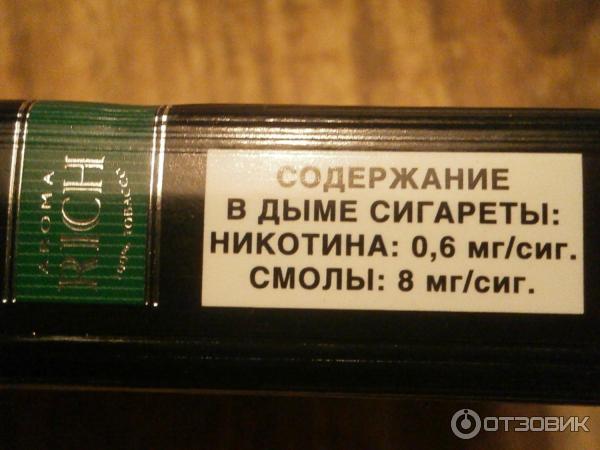 AROMA
RICH
100% TOBACCO
СОДЕРЖАНИЕ
В ДЫМЕ СИГАРЕТЫ:
НИКОТИНА: 0,6 мг/сиг.
СМОЛЫ: 8 мг/сиг.
ОТЗОВИК